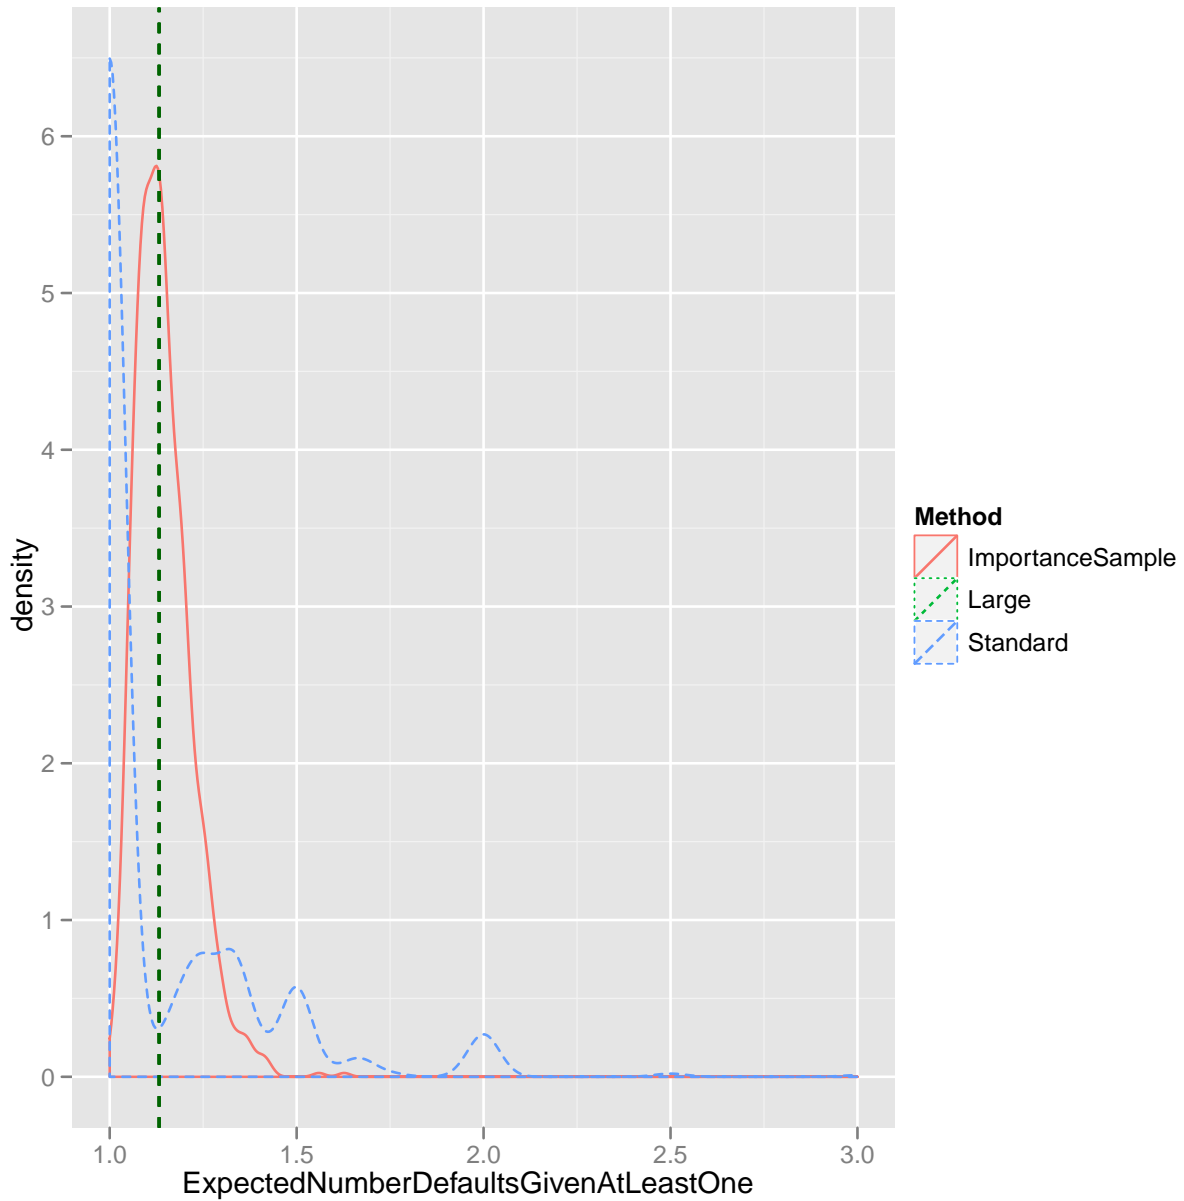 density
6
5
4
3
2
1
0
1.0 1.5 2.0 2.5 3.0
ExpectedNumberDefaultsGivenAtLeastOne
Method
ImportanceSample
Large
Standard